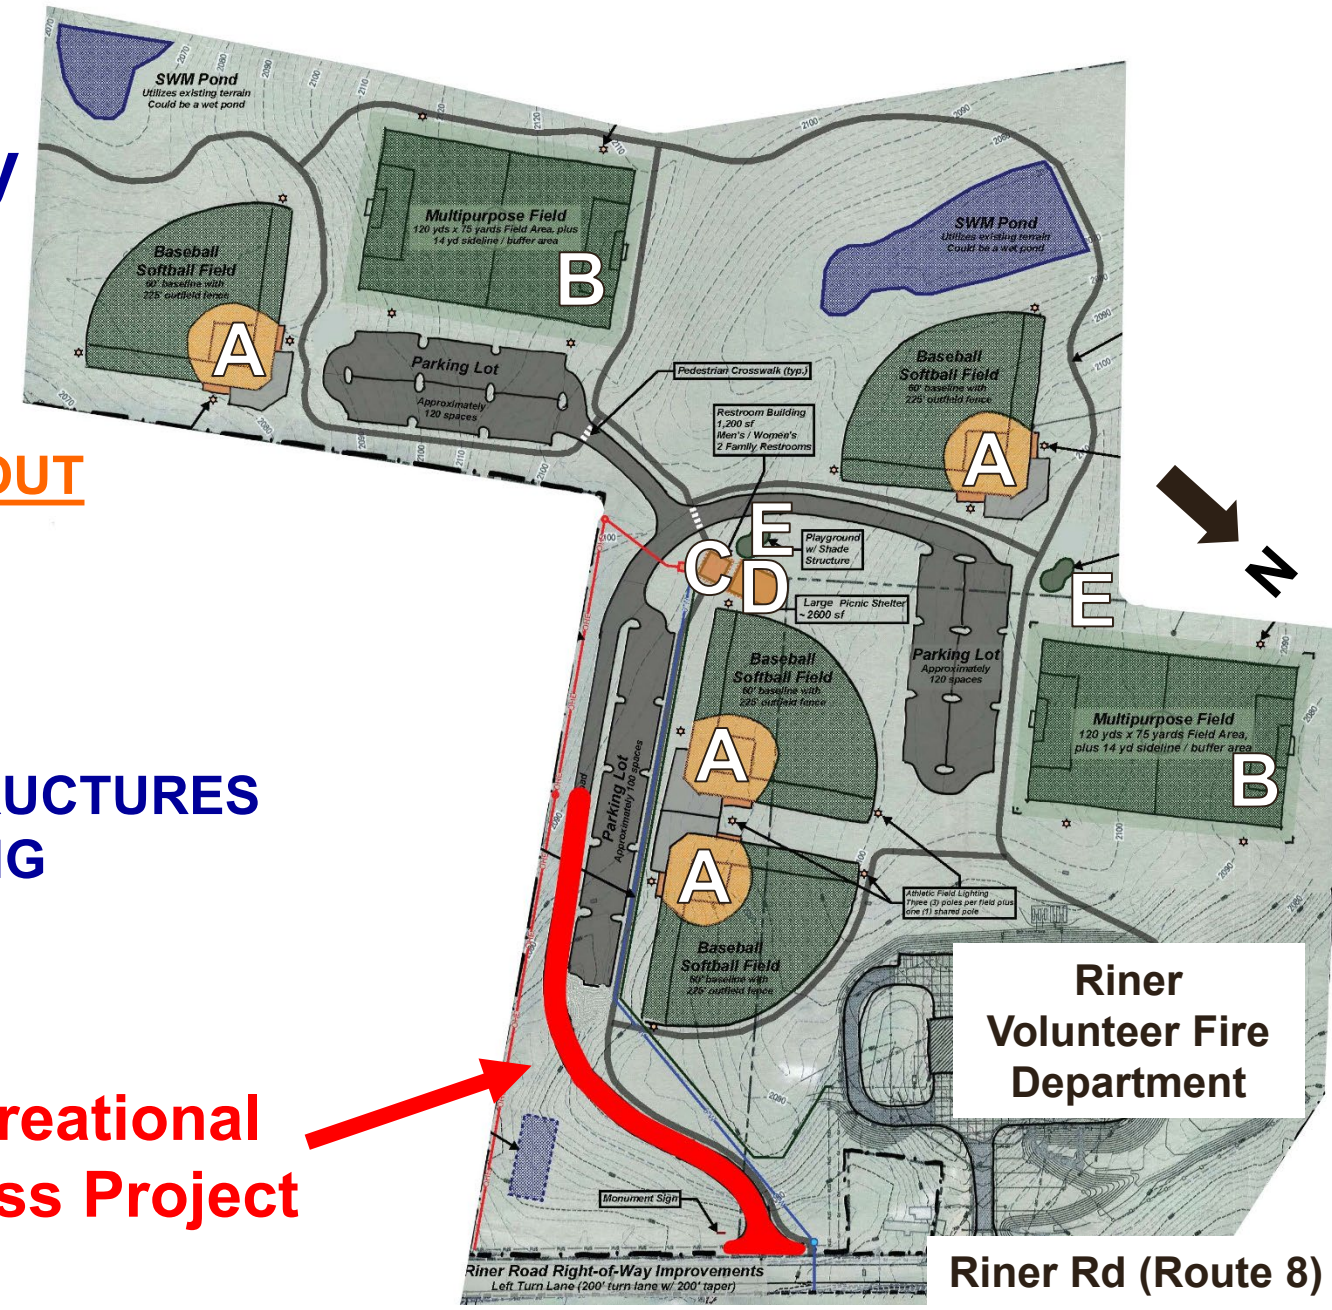 SWM Pond
Utilizes existing terrain
Could be a wet pond
y
Multipurpose Field
120 yds x 75 yards Field Area, plus
14 yd sideline / buffer area
B
SWM Pond
Utilizes existing terrain
Could be a wet pond
Baseball
Softball Field
60' baseline with
225' outfield fence
A
Parking Lot
Approximately
120 spaces
Pedestrian Crosswalk (typ.)
Baseball
Softball Field
60' baseline with
225' outfield fence
A
Restroom Building
1,200 sf
Men's / Women's
2 Family Restrooms
OUT
N
E
Playground
w/ Shade
Structure
C
D
E
Large Picnic Shelter
~ 2600 sf
Baseball
Softball Field
60' baseline with
225' outfield fence
A
Parking Lot
Approximately
120 spaces
Multipurpose Field
120 yds x 75 yards Field Area,
plus 14 yd sideline / buffer area
B
Parking Lot
Approximately 100 spaces
RUCTURES
NG
A
Athletic Field Lighting
Three (3) poles per field plus
one (1) shared pole
Baseball
Softball Field
60' baseline with
225' outfield fence
Riner
Volunteer Fire
Department
reational
ss Project
Monument Sign
Riner Road Right-of-Way Improvements
Left Turn Lane (200' turn lane w/ 200' taper)
Riner Rd (Route 8)